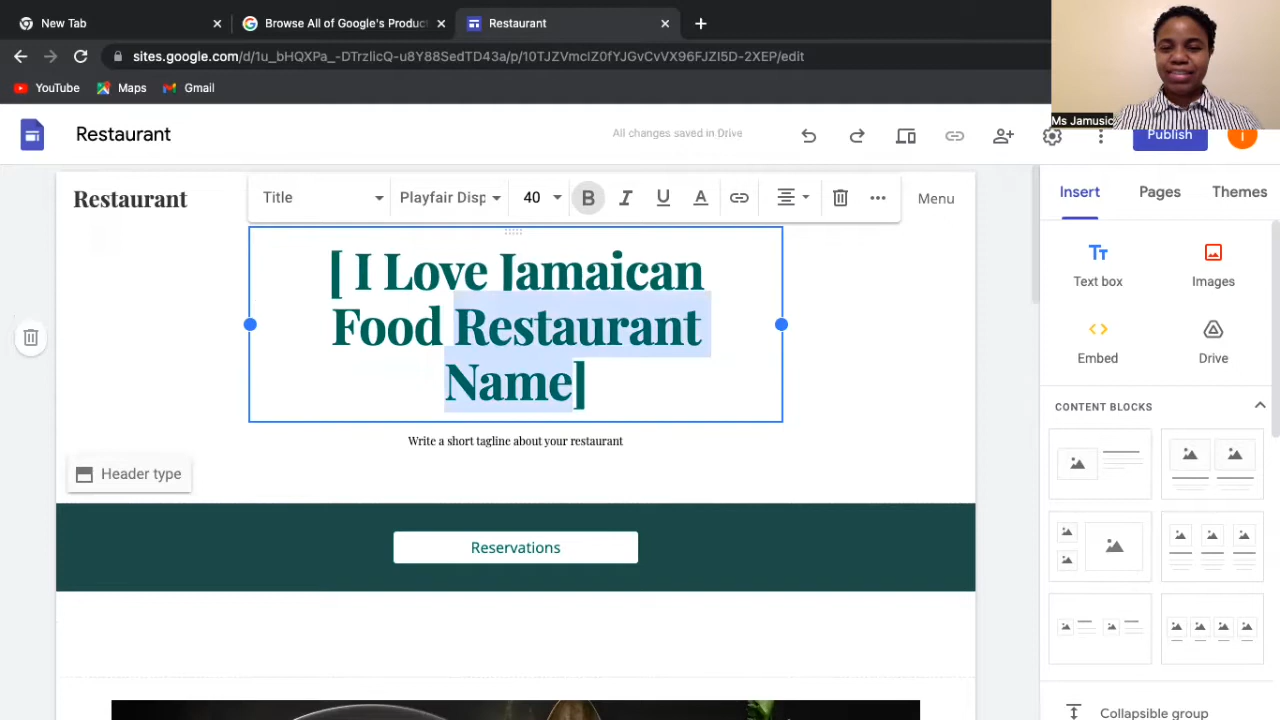 New Tab
Browse All of Google's Product
Restaurant
sites.google.com/d/1u_bHQXPa_-DTrzlicQ-u8Y88SedTD43a/p/10TJZVmcIZ0fYJGvCvVX96FJZI5D-2XEP/edit
YouTube
Maps
Gmail
Ms Jamusic
Restaurant
All changes saved in Drive
Publish
Restaurant
Title
Playfair Disp
40
B
I
U
A
Menu
Insert
Pages
Themes
[ I Love Jamaican
Food Restaurant
Name]
Write a short tagline about your restaurant
Header type
Reservations
Tт
Text box
Images
Embed
Drive
CONTENT BLOCKS
Collapsible group